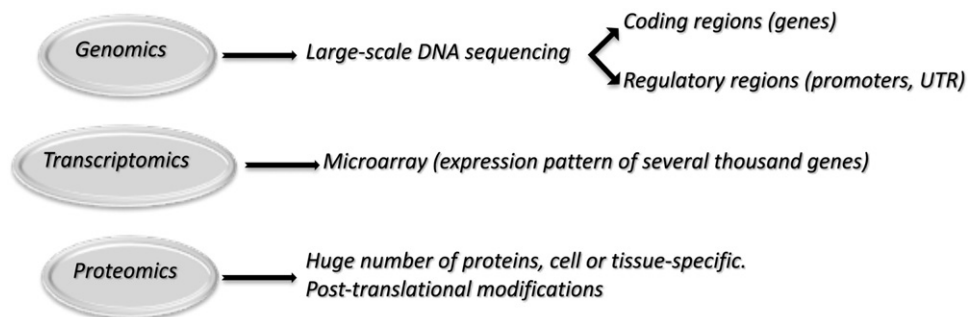 Genomics
Large-scale DNA sequencing
Coding regions (genes)
Regulatory regions (promoters, UTR)
Transcriptomics
Microarray (expression pattern of several thousand genes)
Proteomics
Huge number of proteins, cell or tissue-specific.
Post-translational modifications